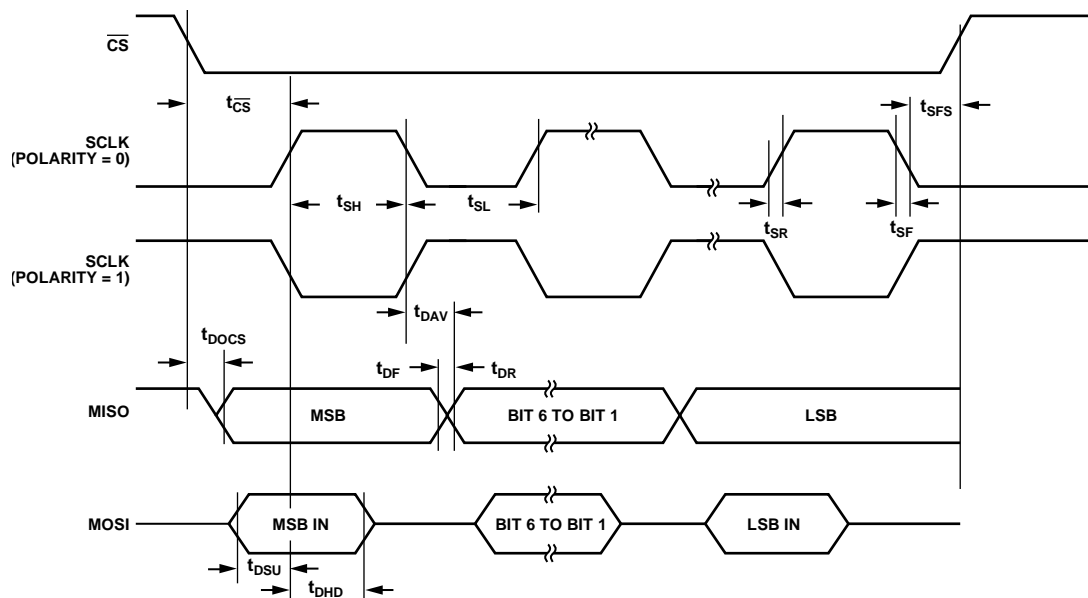 CS
tCS
tSFS
SCLK
(POLARITY = 0)
tSH
tSL
tSR
tSF
SCLK
(POLARITY = 1)
tDAV
tDOCS
tDF
tDR
MISO
MSB
BIT 6 TO BIT 1
LSB
MOSI
MSB IN
BIT 6 TO BIT 1
LSB IN
tDSU
tDHD